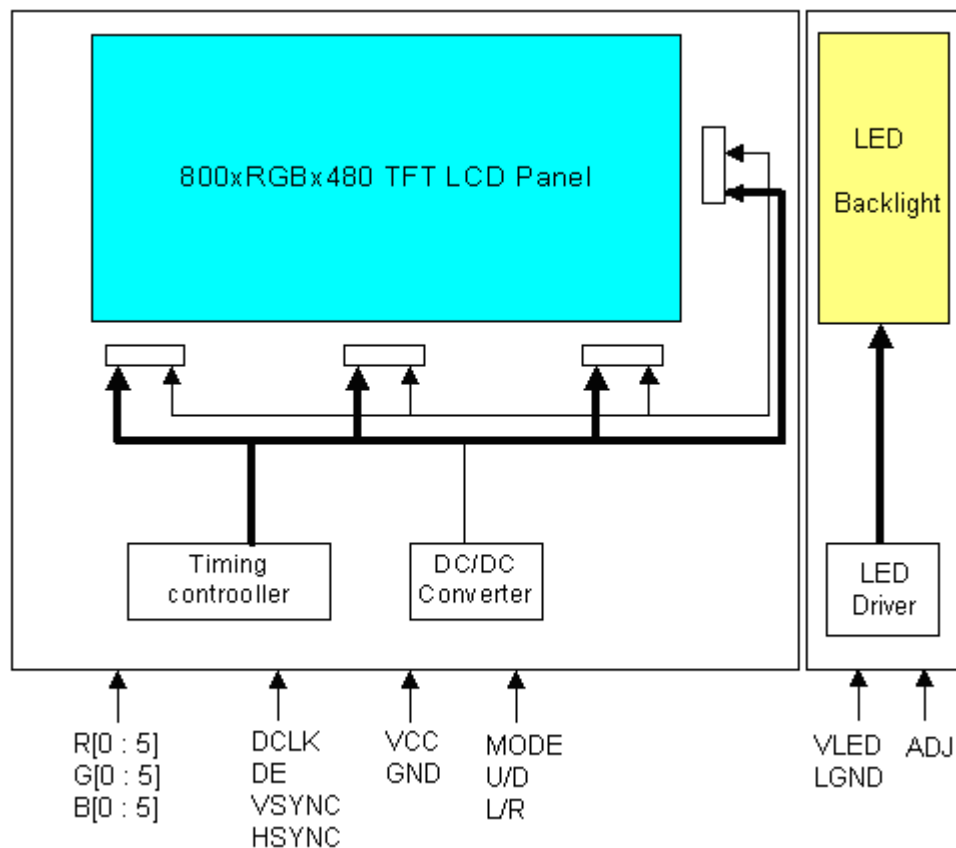 800xRGBx480 TFT LCD Panel
LED
Backlight
Timing
controoller
DC/DC
Converter
LED
Driver
R[0 : 5]
G[0 : 5]
B[0 : 5]
DCLK
DE
VSYNC
HSYNC
VCC
GND
MODE
U/D
L/R
VLED
LGND
ADJ